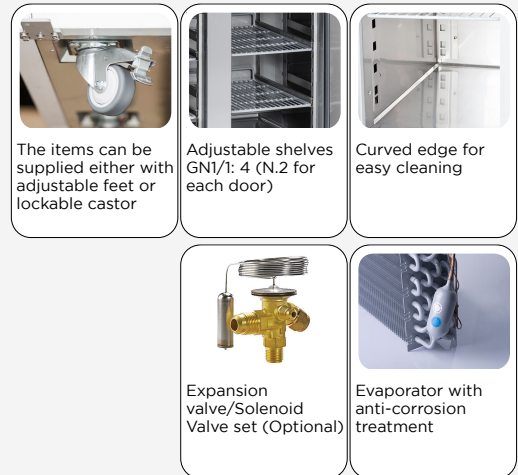 The items can be
supplied either with
adjustable feet or
lockable castor
Adjustable shelves
GN1/1: 4 (N.2 for
each door)
Curved edge for
easy cleaning
Expansion
valve/Solenoid
Valve set (Optional)
Evaporator with
anti-corrosion
treatment